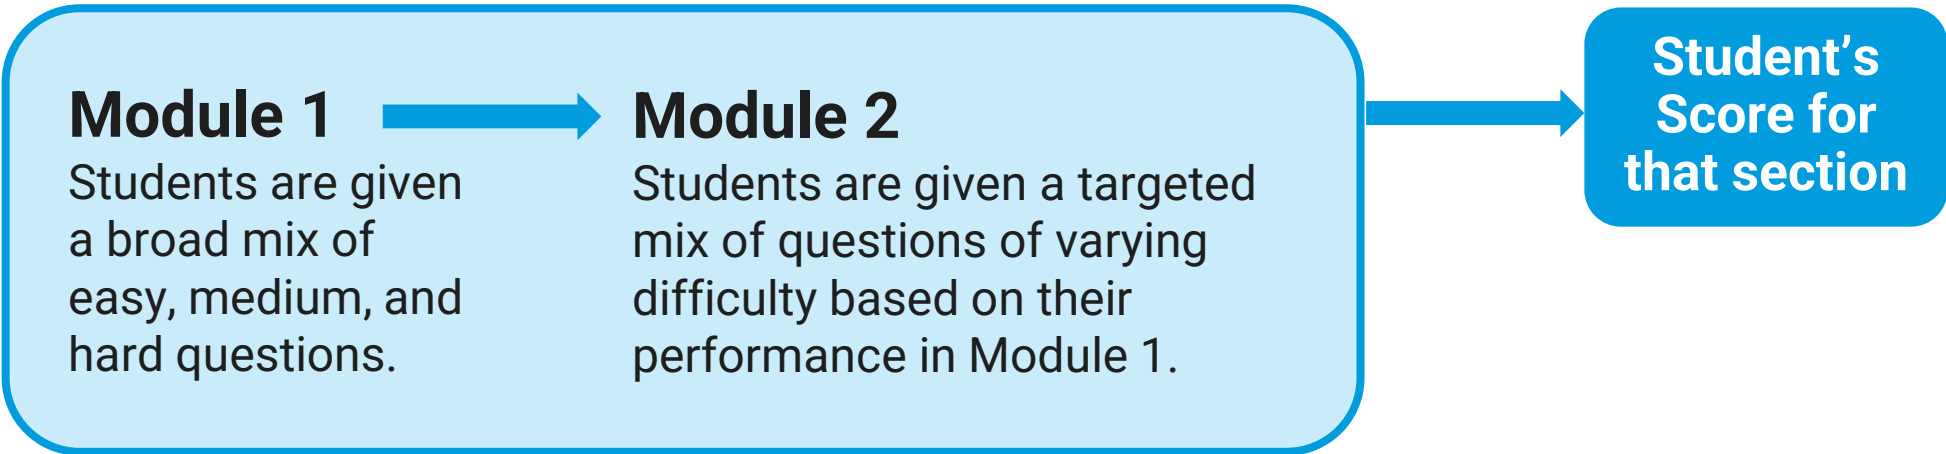 Module 1
Students are given
a broad mix of
easy, medium, and
hard questions.
Module 2
Students are given a targeted
mix of questions of varying
difficulty based on their
performance in Module 1.
Student’s
Score for
that section